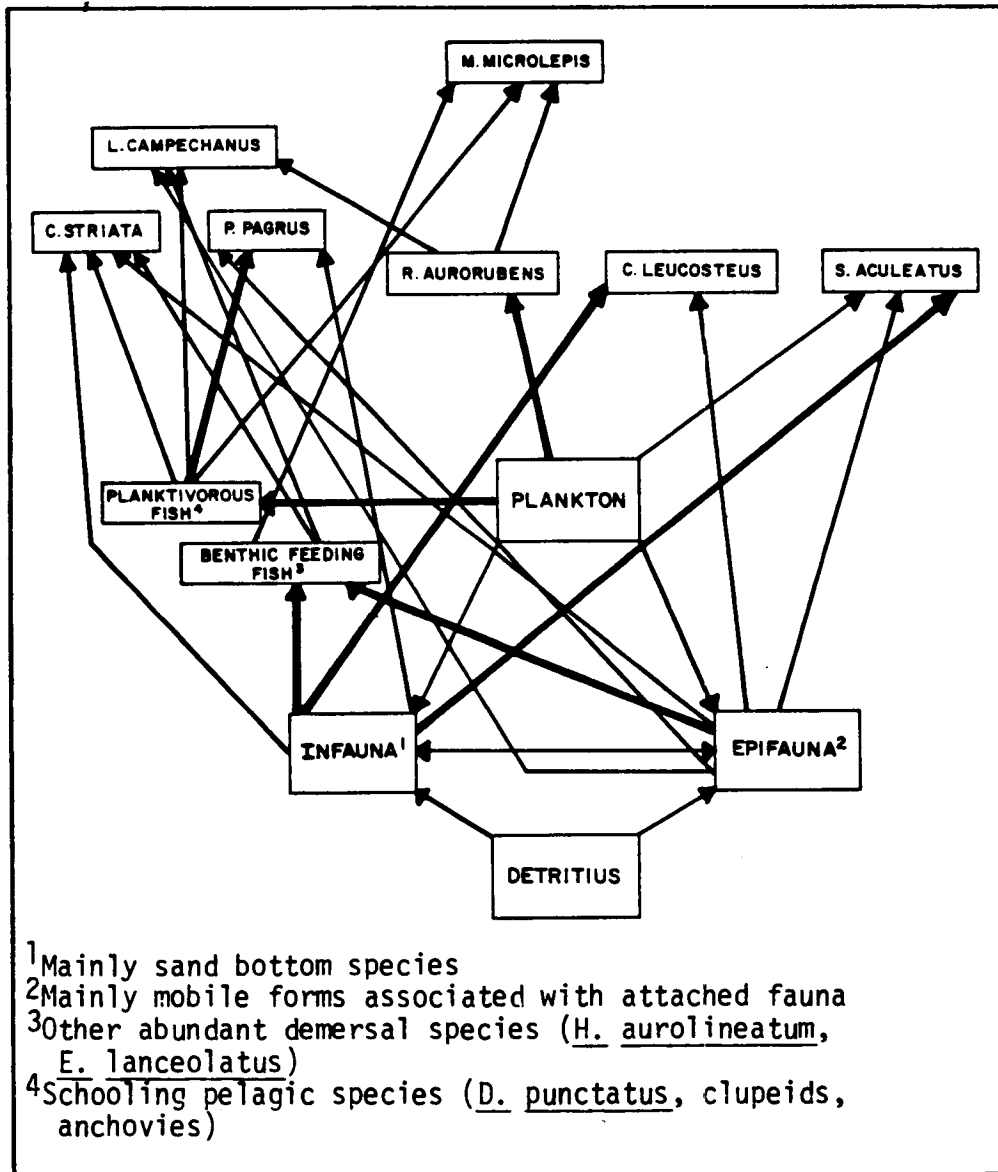 M. MICROLEPIS
L. CAMPECHANUS
C. STRIATA
P. PAGRUS
R. AURORUBENS
C. LEUCOSTEUS
S. ACULEATUS
PLANKTIVOROUS
FISH⁴
PLANKTON
BENTHIC FEEDING
FISH³
INFAUNA¹
EPIFAUNA²
DETRITIUS
¹Mainly sand bottom species
²Mainly mobile forms associated with attached fauna
³Other abundant demersal species (H. aurolineatum,
E. lanceolatus)
⁴Schooling pelagic species (D. punctatus, clupeids,
anchovies)